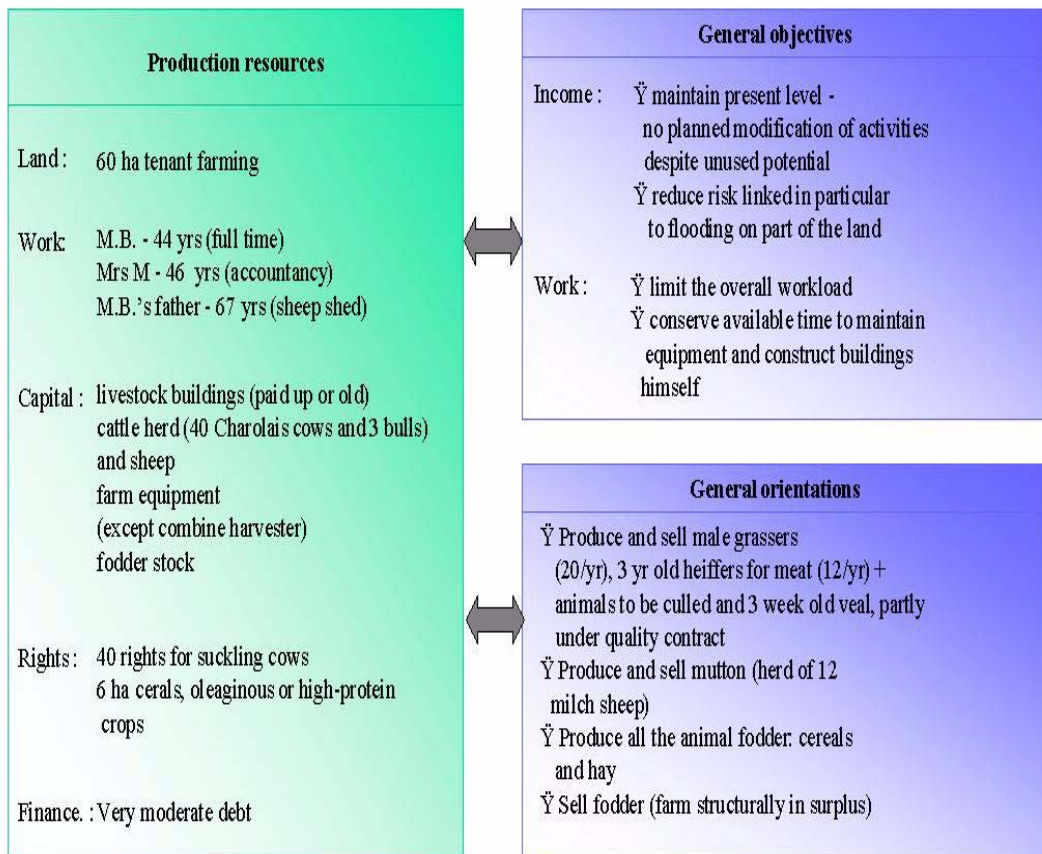 Production resources
Land : 60 ha tenant farming
Work: M.B. - 44 yrs (full time)
Mrs M - 46 yrs (accountancy)
M.B.'s father - 67 yrs (sheep shed)
Capital : livestock buildings (paid up or old)
cattle herd (40 Charolais cows and 3 bulls)
and sheep
farm equipment
(except combine harvester)
fodder stock
Rights : 40 rights for suckling cows
6 ha cerals, oleaginous or high-protein
crops
Finance. : Very moderate debt
General objectives
Income : Ÿ maintain present level -
no planned modification of activities
despite unused potential
Ÿ reduce risk linked in particular
to flooding on part of the land
Work : Ÿ limit the overall workload
Ÿ conserve available time to maintain
equipment and construct buildings
himself
General orientations
Ÿ Produce and sell male grassers
(20/yr), 3 yr old heiffers for meat (12/yr) +
animals to be culled and 3 week old veal, partly
under quality contract
Ÿ Produce and sell mutton (herd of 12
milch sheep)
Ÿ Produce all the animal fodder: cereals
and hay
Ÿ Sell fodder (farm structurally in surplus)